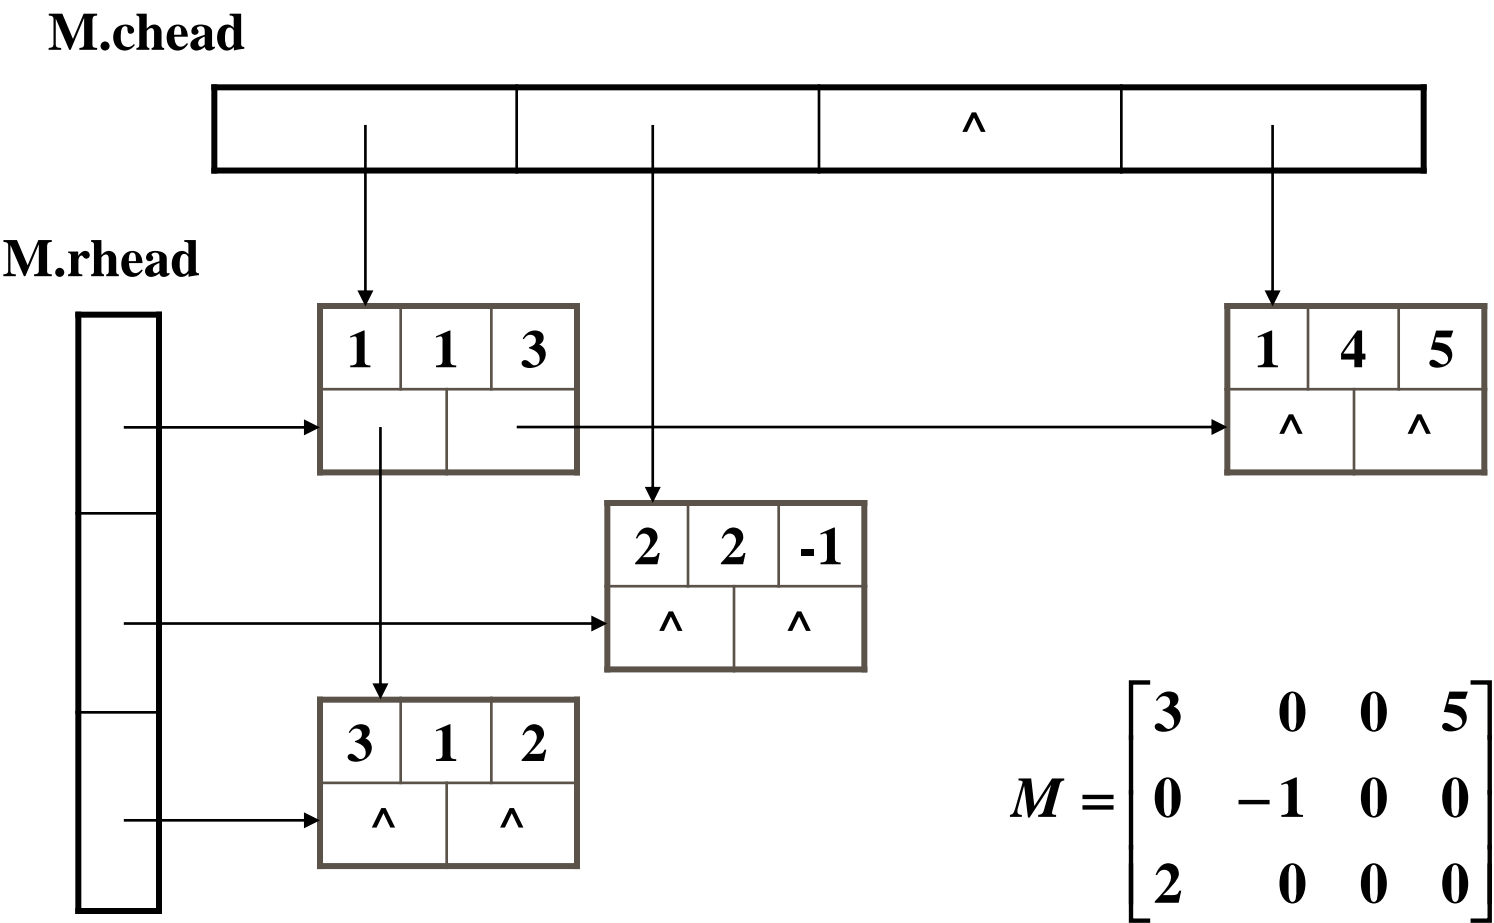 M.chead
^
M.rhead
1 1 3
1 4 5
^ ^
2 2 -1
^ ^
3 1 2
^ ^
M = [3 0 0 5
0 −1 0 0
2 0 0 0]